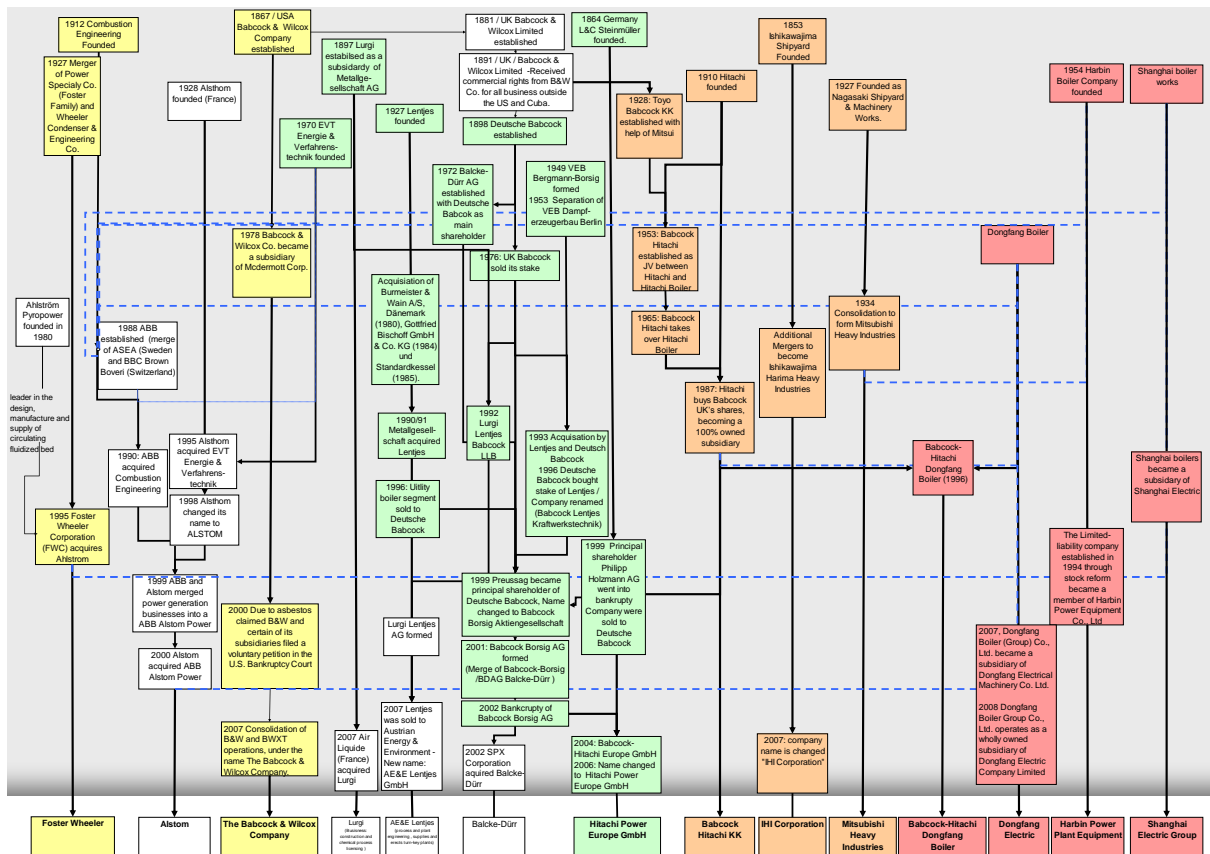 1912 Combustion
Engineering
Founded
1867 / USA
Babcock & Wilcox
Company
established
1881 / UK Babcock &
Wilcox Limited
established
1864 Germany
L&C Steinmüller
founded.
1853
Ishikawajima
Shipyard
Founded
1927 Merger
of Power
Specialy Co.
(Foster
Family) and
Wheeler
Condenser &
Engineering
Co.
1928 Alsthom
founded (France)
1897 Lurgi
estabilsed as a
subsidardy of
Metallge-
sellschaft AG
1891 / UK / Babcock &
Wilcox Limited -Received
commercial rights from B&W
Co. for all business outside
the US and Cuba.
1910 Hitachi
founded
1927 Founded as
Nagasaki Shipyard
& Machinery
Works.
1954 Harbin
Boiler Company
founded
Shanghai boiler
works
1970 EVT
Energie &
Verfahrens-
technik founded
1927 Lentjes
founded
1898 Deutsche Babcock
established
1928: Toyo
Babcock KK
established with
help of Mitsui
1972 Balcke-
Dürr AG
established
with Deutsche
Babcok as
main
shareholder
1949 VEB
Bergmann-Borsig
formed
1953 Separation of
VEB Dampf-
erzeugerbau Berlin
1978 Babcock &
Wilcox Co. became
a subsidiary
of Mcdermott Corp.
1976: UK Babcock
sold its stake
1953: Babcock
Hitachi
established as
JV between
Hitachi and
Hitachi Boiler
Dongfang Boiler
Ahlström
Pyropower
founded in
1980
1988 ABB
established (merge
of ASEA (Sweden
and BBC Brown
Boveri (Switzerland)
Acquisiation of
Burmeister &
Wain A/S,
Dänemark
(1980), Gottfried
Bischoff GmbH
& Co. KG (1984)
und
Standardkessel
(1985).
1965: Babcock
Hitachi takes
over Hitachi
Boiler
Additional
Mergers to
become
Ishikawajima
Harima Heavy
Industries
1934
Consolidation to
form Mitsubishi
Heavy Industries
leader in the
design,
manufacture and
supply of
circulating
fluidized bed
1990: ABB
acquired
Combustion
Engineering
1995 Alsthom
acquired EVT
Energie &
Verfahrens-
technik
1990/91
Metallgesell-
schaft acquired
Lentjes
1992
Lurgi
Lentjes
Babcock
LLB
1993 Acquisation by
Lentjes and Deutsch
Babcock
1996 Deutsche
Babcock bought
stake of Lentjes /
Company renamed
(Babcock Lentjes
Kraftwerkstechnik)
1987: Hitachi
buys Babcock
UK's shares,
becoming a
100% owned
subsidiary
Babcock-
Hitachi
Dongfang
Boiler (1996)
Shanghai boilers
became a
subsidary of
Shanghai Electric
1995 Foster
Wheeler
Corporation
(FWC) acquires
Ahlstrom
1998 Alsthom
changed its
name to
ALSTOM
1996: Uitlity
boiler segment
sold to
Deutsche
Babcock
1999 Principal
shareholder
Philipp
Holzmann AG
went into
bankrupty
Company were
sold to
Deutsche
Babcock
The Limited-
liability company
established in
1994 through
stock reform
became a
member of Harbin
Power Equipment
Co., Ltd
1999 ABB and
Alstom merged
power generation
businesses into a
ABB Alstom Power
2000 Due to asbestos
claimed B&W and
certain of its
subsidiaries filed a
voluntary petition in the
U.S. Bankruptcy Court
Lurgi Lentjes
AG formed
1999 Preussag became
principal shareholder of
Deutsche Babcock, Name
changed to Babcock
Borsig Aktiengesellschaft
2000 Alstom
acquired ABB
Alstom Power
2001: Babcock Borsig AG
formed
(Merge of Babcock-Borsig
/BDAG Balcke-Dürr )
2007, Dongfang
Boiler (Group) Co.,
Ltd. became a
subsidiary of
Dongfang Electrical
Machinery Co. Ltd.
2008 Dongfang
Boiler Group Co.,
Ltd. operates as a
wholly owned
subsidiary of
Dongfang Electric
Company Limited
2007 Consolidation of
B&W and BWXT
operations, under the
name The Babcock &
Wilcox Company.
2007 Air
Liquide
(France)
acquired
Lurgi
2007 Lentjes
was sold to
Austrian
Energy &
Environment -
New name:
AE&E Lentjes
GmbH
2002 Bankcrupty of
Babcock Borsig AG
2002 SPX
Corporation
aquired Balcke-
Dürr
2004: Babcock-
Hitachi Europe GmbH
2006: Name changed
to Hitachi Power
Europe GmbH
2007: company
name is changed
"IHI Corporation"
Foster Wheeler
Alstom
The Babcock & Wilcox
Company
Lurgi
(Business:
construction and
chemical process
licensing )
AE&E Lentjes
(process and plant
engineering , supplies and
erects turn-key plants)
Balcke-Dürr
Hitachi Power
Europe GmbH
Babcock
Hitachi KK
IHI Corporation
Mitsubishi
Heavy
Industries
Babcock-Hitachi
Dongfang
Boiler
Dongfang
Electric
Harbin Power
Plant Equipment
Shanghai
Electric Group